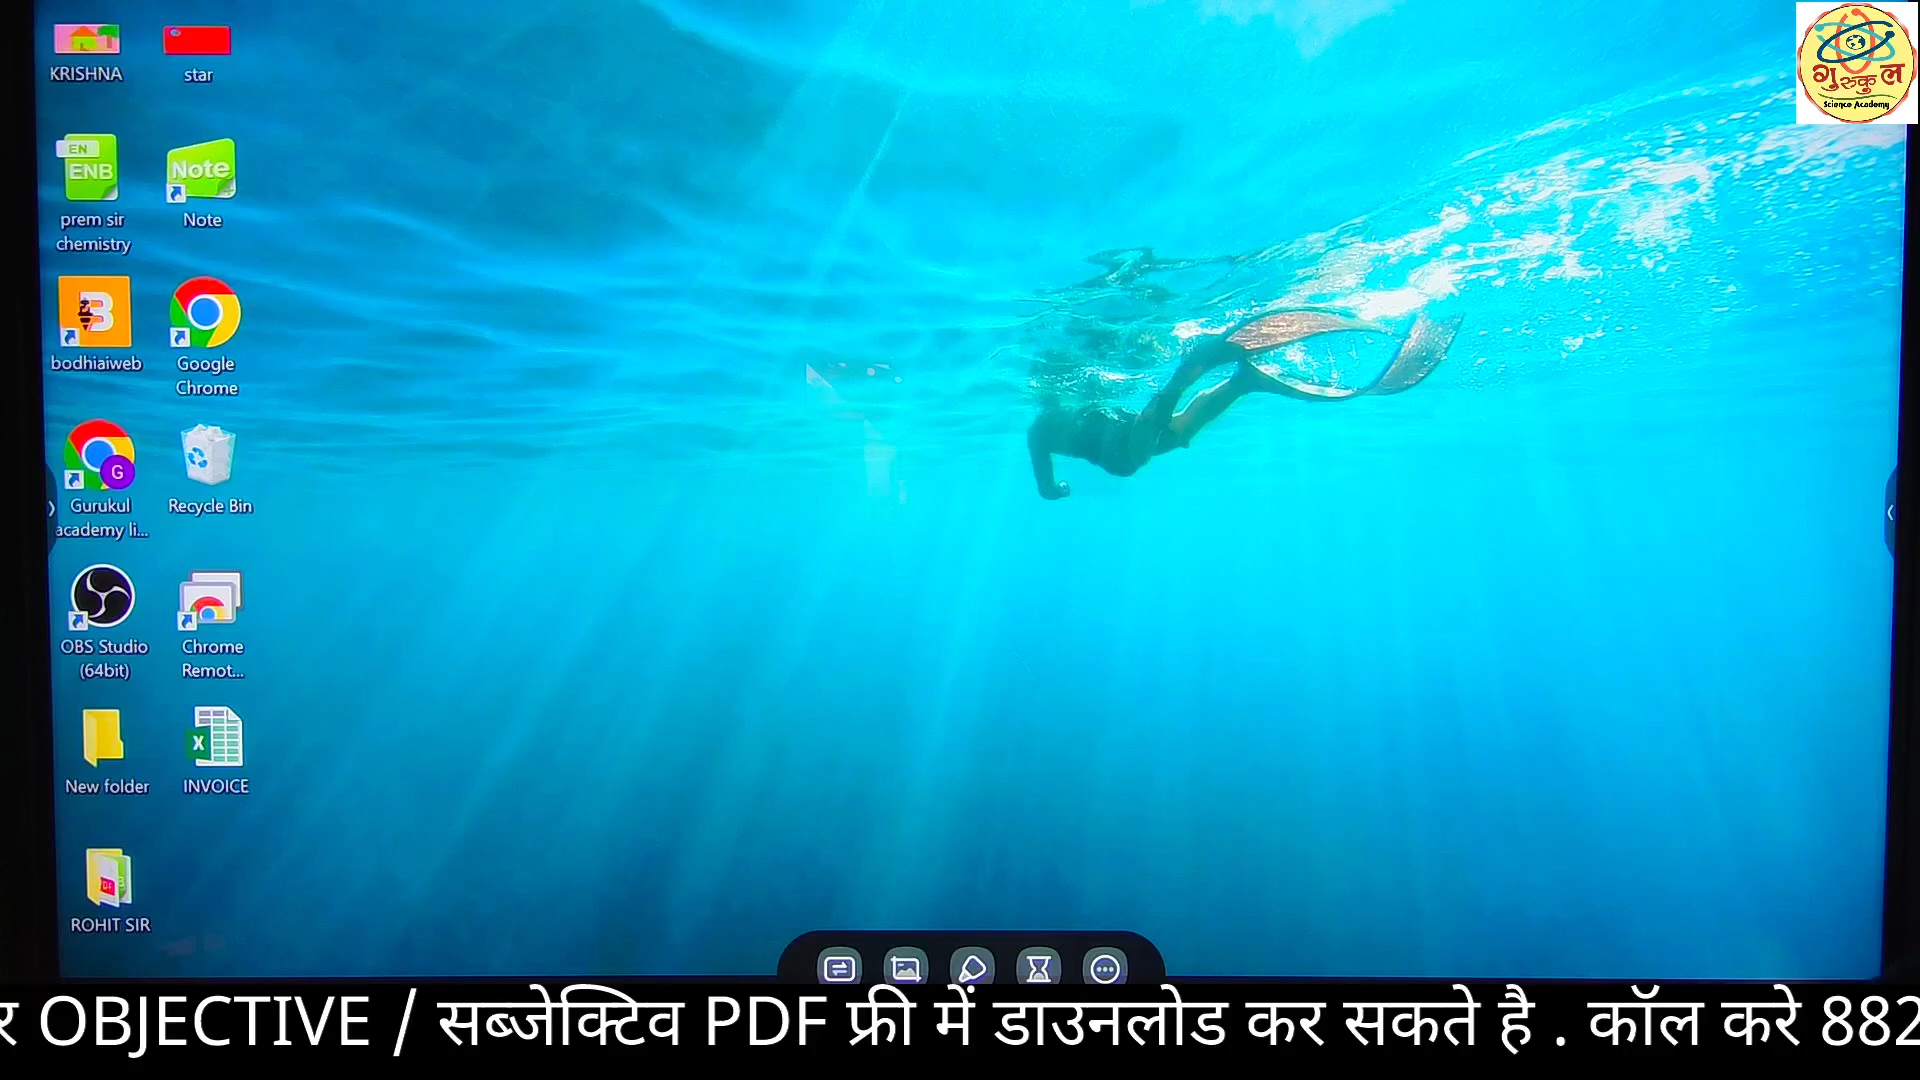 KRISHNA
star
EN
ENB
prem sir
chemistry
Note
Note
B
bodhiaiweb
Google
Chrome
G
Gurukul
academy li...
Recycle Bin
OBS Studio
(64bit)
Chrome
Remot...
New folder
X
INVOICE
PDF
ROHIT SIR
गुरुकुल
Science Academy
र OBJECTIVE / सब्जेक्टिव PDF फ्री में डाउनलोड कर सकते है . कॉल करे 882